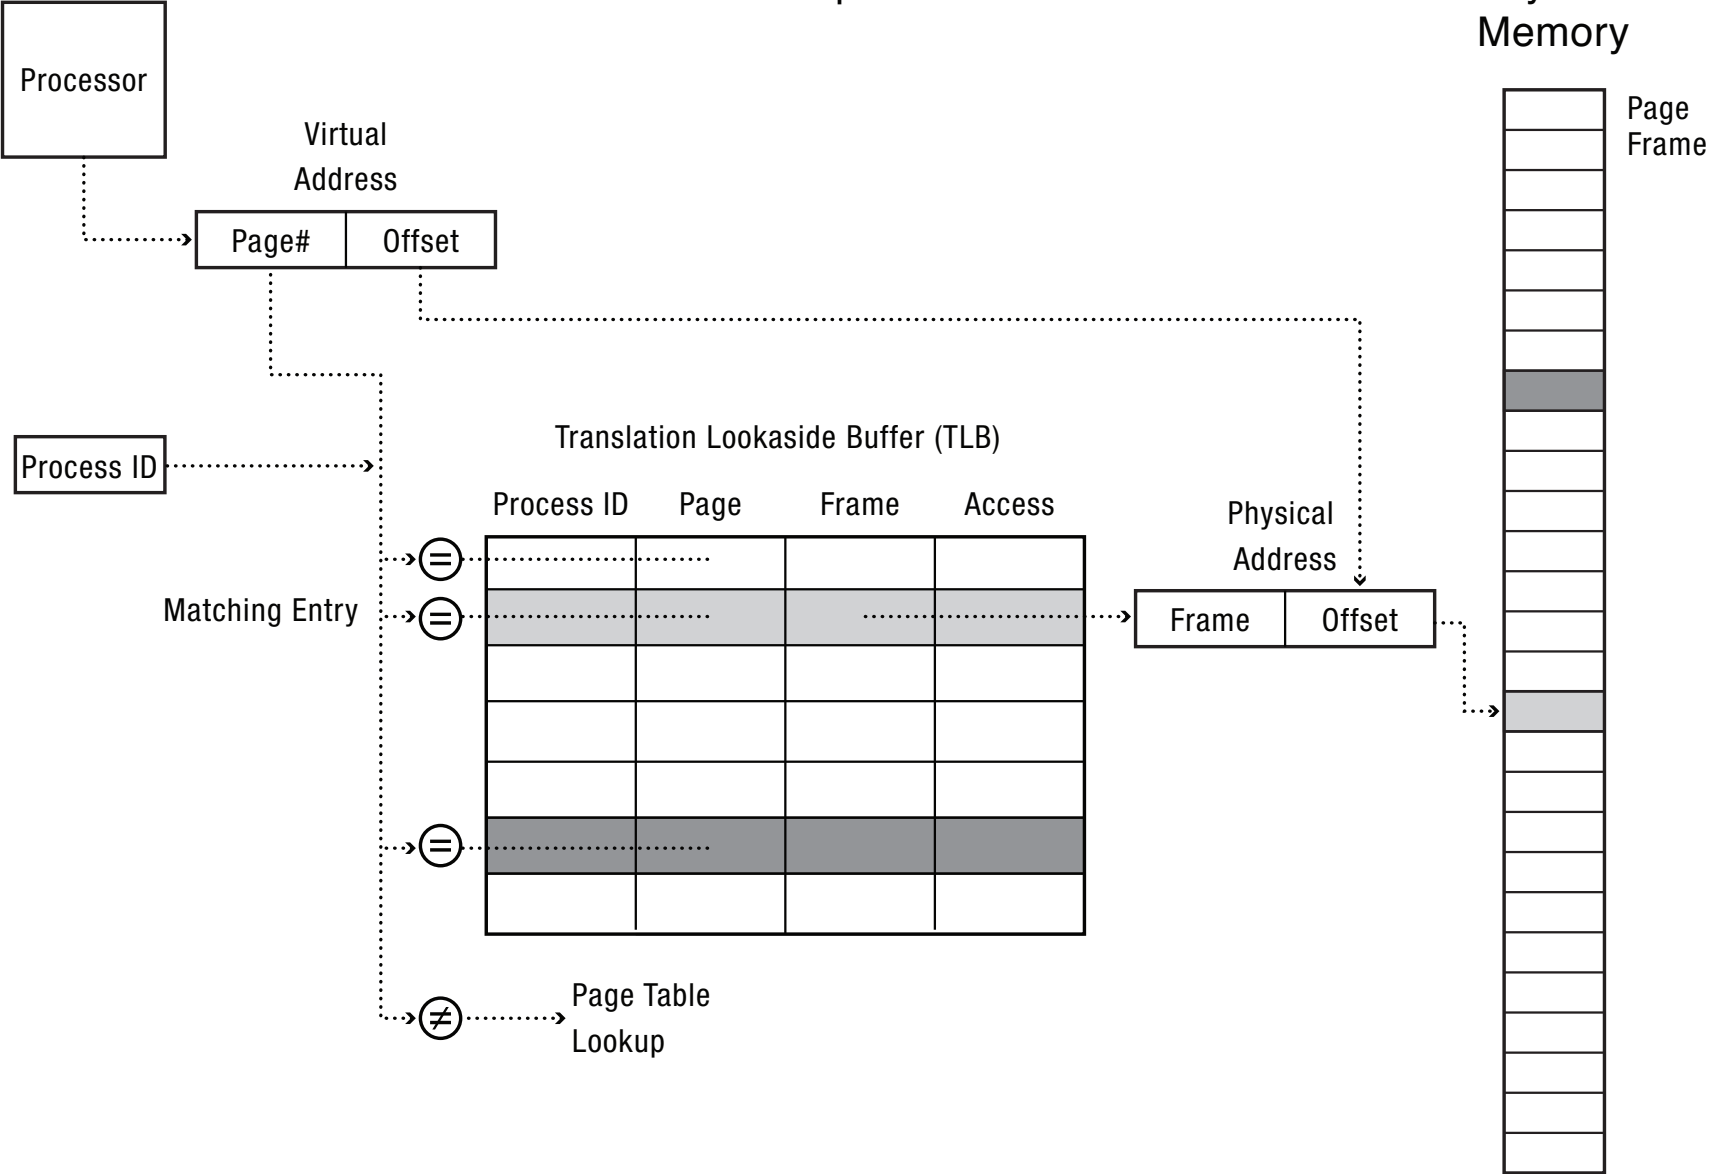 Memory
Processor
Page
Frame
Virtual
Address
Page#
Offset
Translation Lookaside Buffer (TLB)
Process ID
Process ID
Page
Frame
Access
Physical
Address
Matching Entry
=
=
Frame
Offset
=
≠
Page Table
Lookup